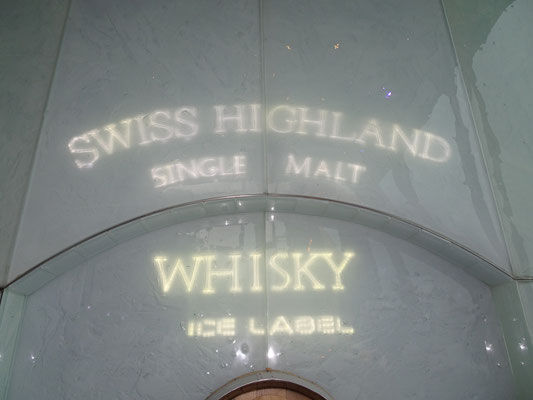 SWISS HIGHLAND
SINGLE MALT
WHISKY
ICE LABEL